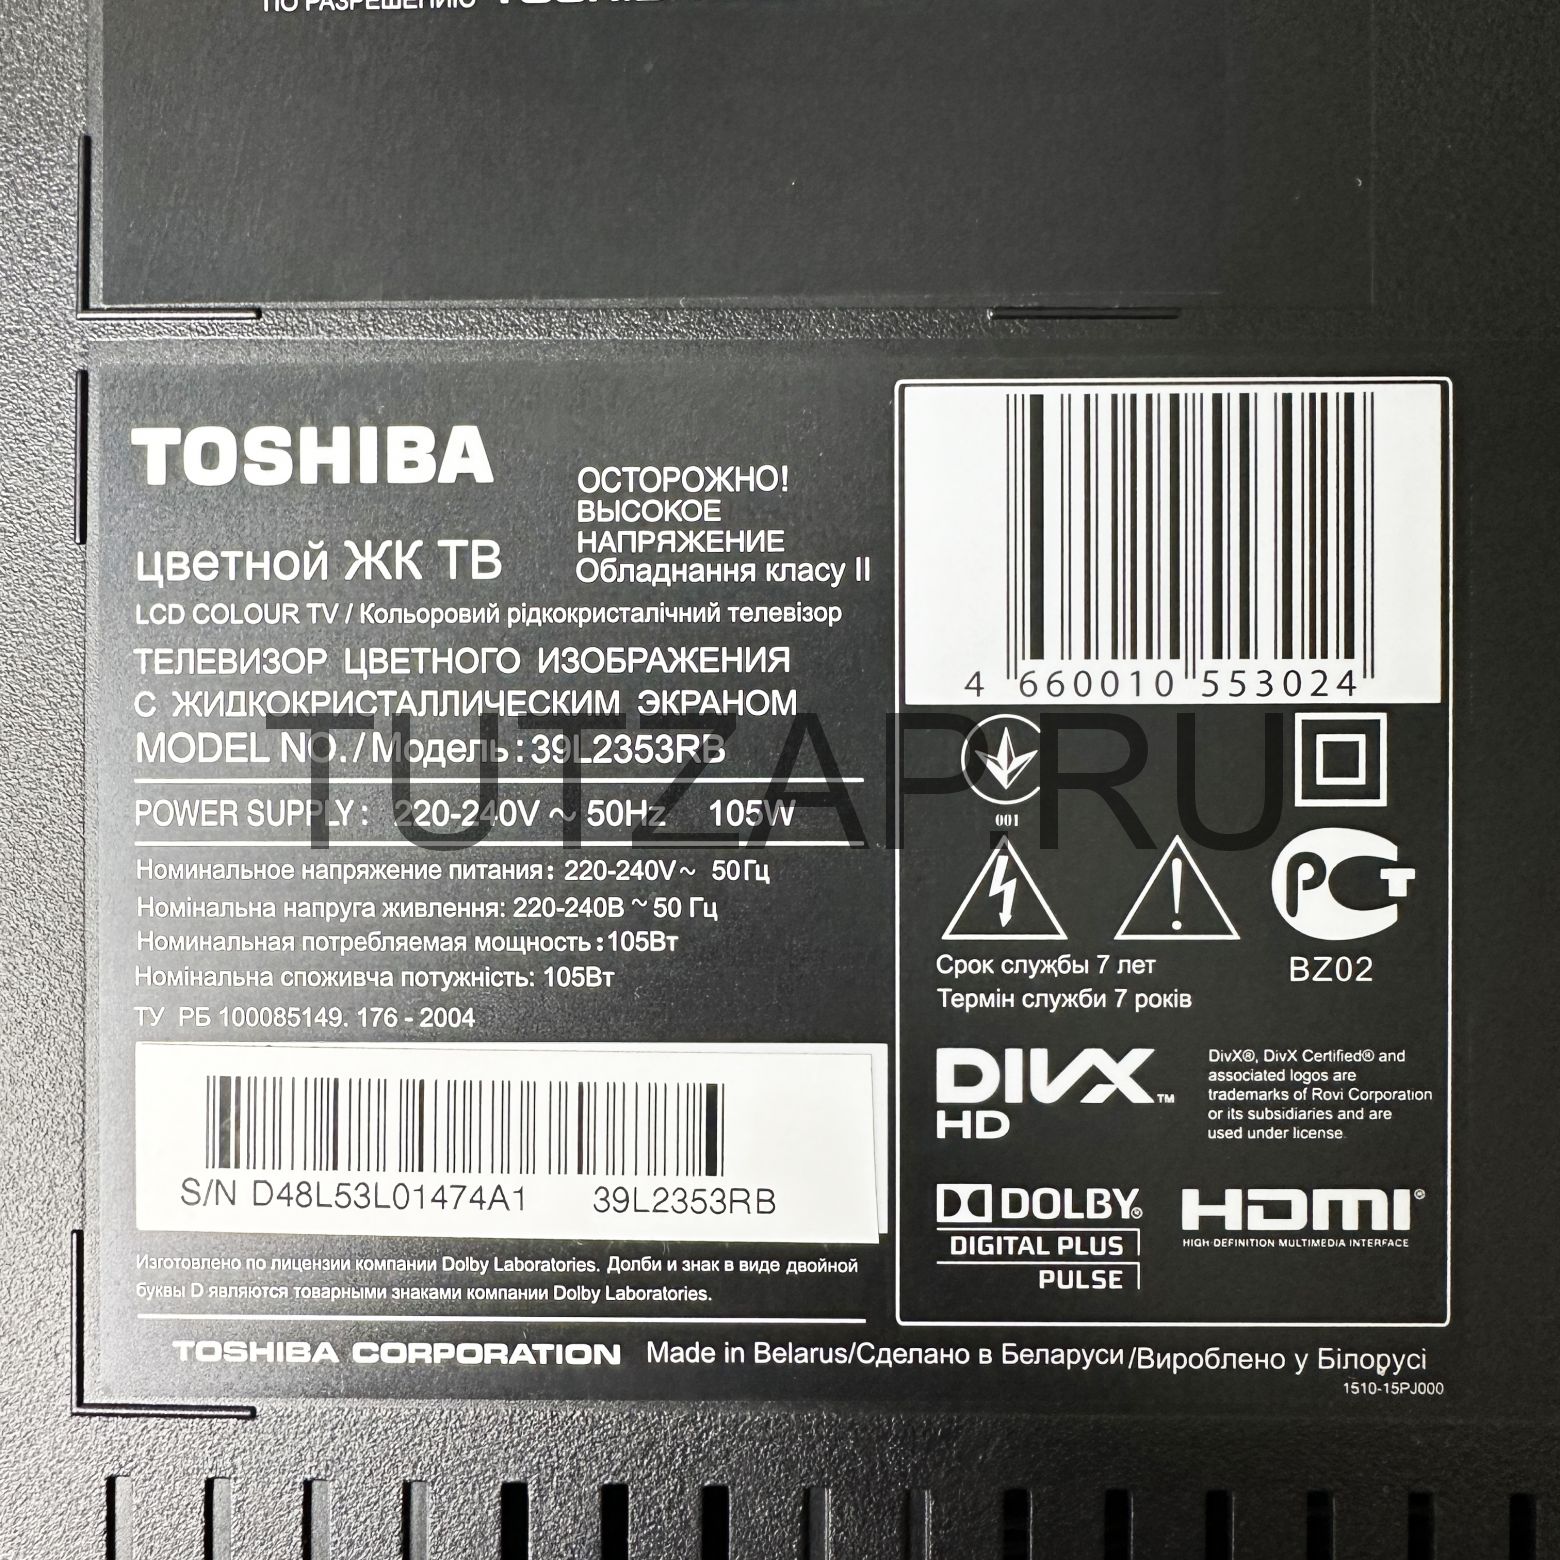 ПО РАЗРЕШЕНИЮ
TOSHIBA
ОСТОРОЖНО!
ВЫСОКОЕ
НАПРЯЖЕНИЕ
Обладнання класу II
цветной ЖК ТВ
LCD COLOUR TV / Кольоровий рідкокристалічний телевізор
ТЕЛЕВИЗОР ЦВЕТНОГО ИЗОБРАЖЕНИЯ
С ЖИДКОКРИСТАЛЛИЧЕСКИМ ЭКРАНОМ
MODEL NO./Модель: 39L2353RB
POWER SUPPLY: 220-240V ~ 50Hz 105W
Номинальное напряжение питания: 220-240V~ 50Гц
Номінальна напруга живлення: 220-240В ~ 50 Гц
Номинальная потребляемая мощность: 105Вт
Номінальна споживча потужність: 105Вт
ТУ РБ 100085149. 176 - 2004
S/N D48L53L01474A1 39L2353RB
Изготовлено по лицензии компании Dolby Laboratories. Долби и знак в виде двойной
буквы D являются товарными знаками компании Dolby Laboratories.
4 660010 553024
001
РСТ
BZ02
Срок службы 7 лет
Термін служби 7 років
DIVX™
HD
DivX®, DivX Certified® and
associated logos are
trademarks of Rovi Corporation
or its subsidiaries and are
used under license.
DOLBY®
DIGITAL PLUS
PULSE
HDMI®
HIGH-DEFINITION MULTIMEDIA INTERFACE
TOSHIBA CORPORATION Made in Belarus/Сделано в Беларуси/Вироблено у Білорусі
1510-15PJ000
TUTZAP.RU